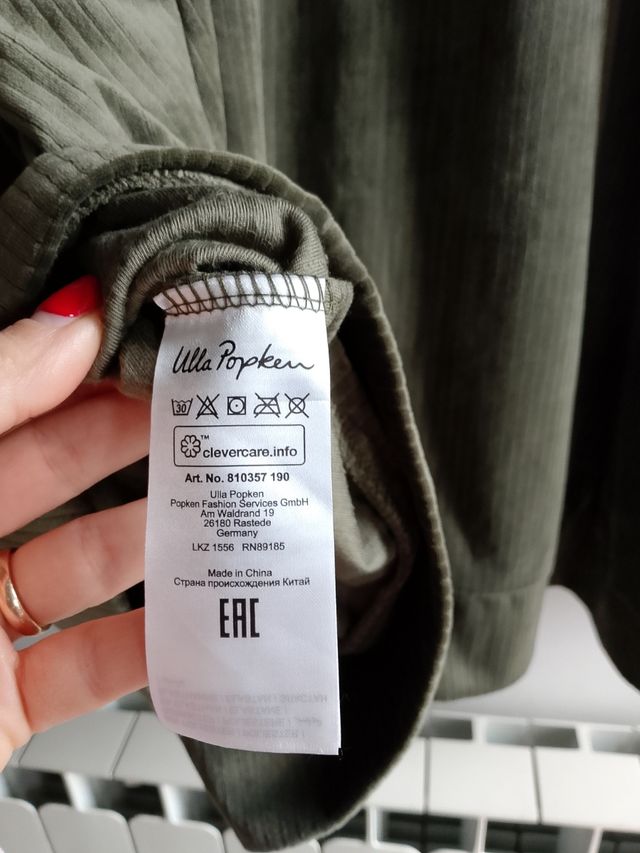 Ulla Popken
30
™
clevercare.info
Art. No. 810357 190
Ulla Popken
Popken Fashion Services GmbH
Am Waldrand 19
26180 Rastede
Germany
LKZ 1556 RN89185
Made in China
Страна происхождения Китай
EAC